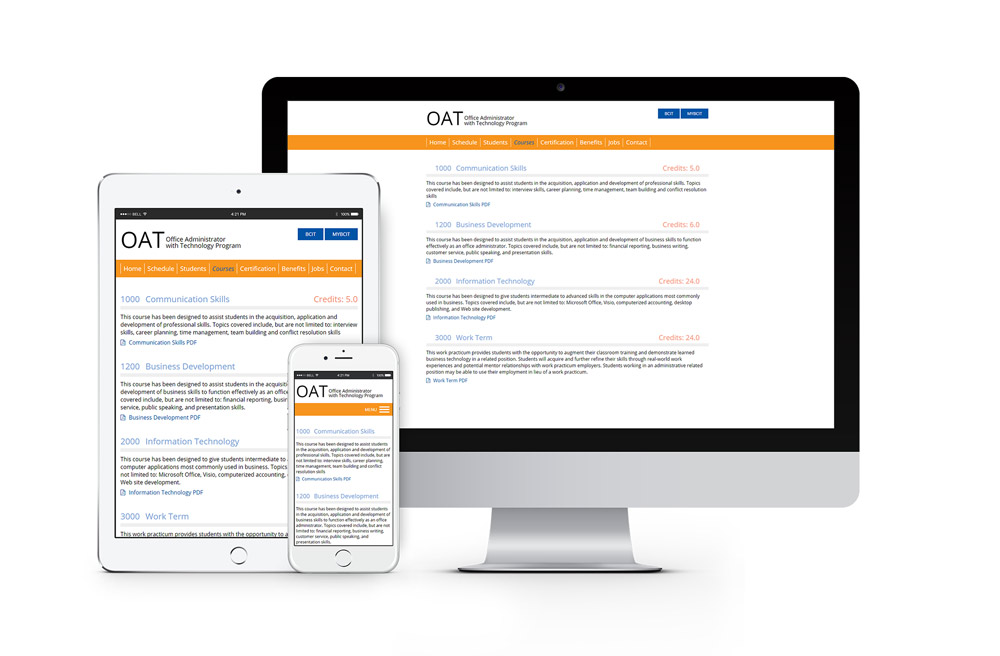 OAT Office Administrator
with Technology Program
BCIT MYBCIT
Home Schedule Students Courses Certification Benefits Jobs Contact
1000 Communication Skills Credits: 5.0
This course has been designed to assist students in the acquisition, application and development of professional skills. Topics
covered include, but are not limited to: interview skills, career planning, time management, team building and conflict resolution
skills
Communication Skills PDF
1200 Business Development Credits: 6.0
This course has been designed to assist students in the acquisition, application and development of business skills to function
effectively as an office administrator. Topics covered include, but are not limited to: financial reporting, business writing,
customer service, public speaking, and presentation skills.
Business Development PDF
2000 Information Technology Credits: 24.0
This course has been designed to give students intermediate to advanced skills in the computer applications most commonly
used in business. Topics covered include, but are not limited to: Microsoft Office, Visio, computerized accounting, desktop
publishing, and Web site development.
Information Technology PDF
3000 Work Term Credits: 24.0
This work practicum provides students with the opportunity to augment their classroom training and demonstrate learned
business technology in a related position. Students will acquire and further refine their skills through real-world work
experiences and potential mentor relationships with practicum employers. Students working in an administrative related
position may be able to use their employment in lieu of a work practicum.
Work Term PDF
BELL 4:21 PM 100%
OAT Office Administrator
with Technology Program
BCIT MYBCIT
Home Schedule Students Courses Certification Benefits Jobs Contact
1000 Communication Skills Credits: 5.0
This course has been designed to assist students in the acquisition, application and
development of professional skills. Topics covered include, but are not limited to: interview
skills, career planning, time management, team building and conflict resolution skills
Communication Skills PDF
1200 Business Development
This course has been designed to assist students in the
development of business skills to function effectively as an office
include, but are not limited to: financial reporting, business
service, public speaking, and presentation skills.
Business Development PDF
2000 Information Technology
This course has been designed to give students intermediate to
computer applications most commonly used in business. Topics
not limited to: Microsoft Office, Visio, computerized accounting,
Web site development.
Information Technology PDF
3000 Work Term
This work practicum provides students with the opportunity to
BELL 4:21 PM 100%
OAT Office Administrator
with Technology Program
MENU
1000 Communication Skills
This course has been designed to assist students
in the acquisition, application and development of
professional skills. Topics covered include, but are
not limited to: interview skills, career planning,
time management, team building and conflict
resolution skills
Communication Skills PDF
1200 Business Development
This course has been designed to assist students
in the acquisition, application and development of
business skills to function effectively as an office
administrator. Topics covered include, but are not
limited to: financial reporting, business writing,
customer service, public speaking, and
presentation skills.